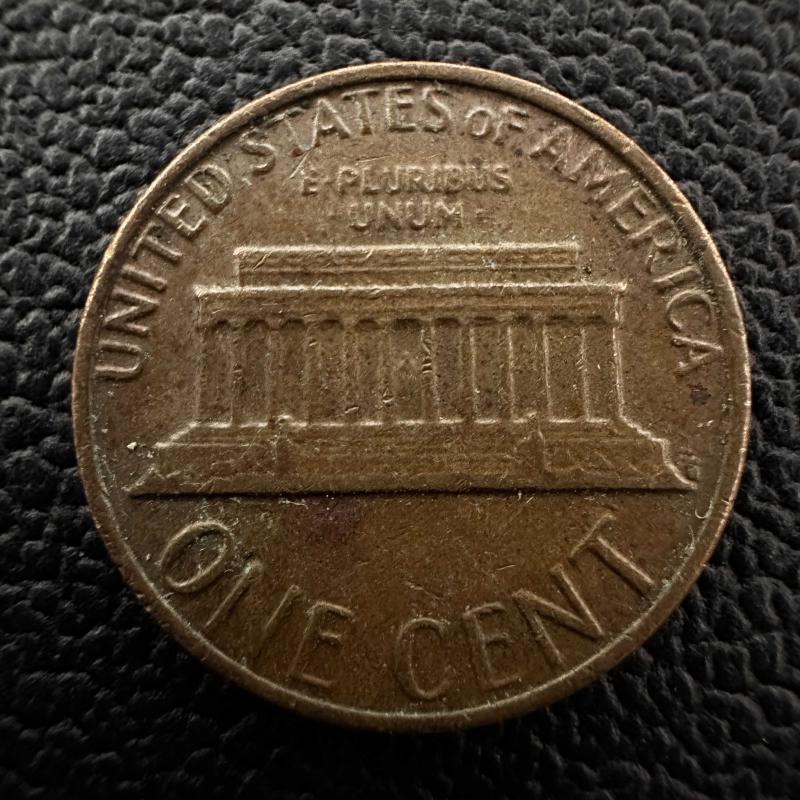 UNITED STATES OF AMERICA
E·PLURIBUS
·UNUM·
ONE CENT